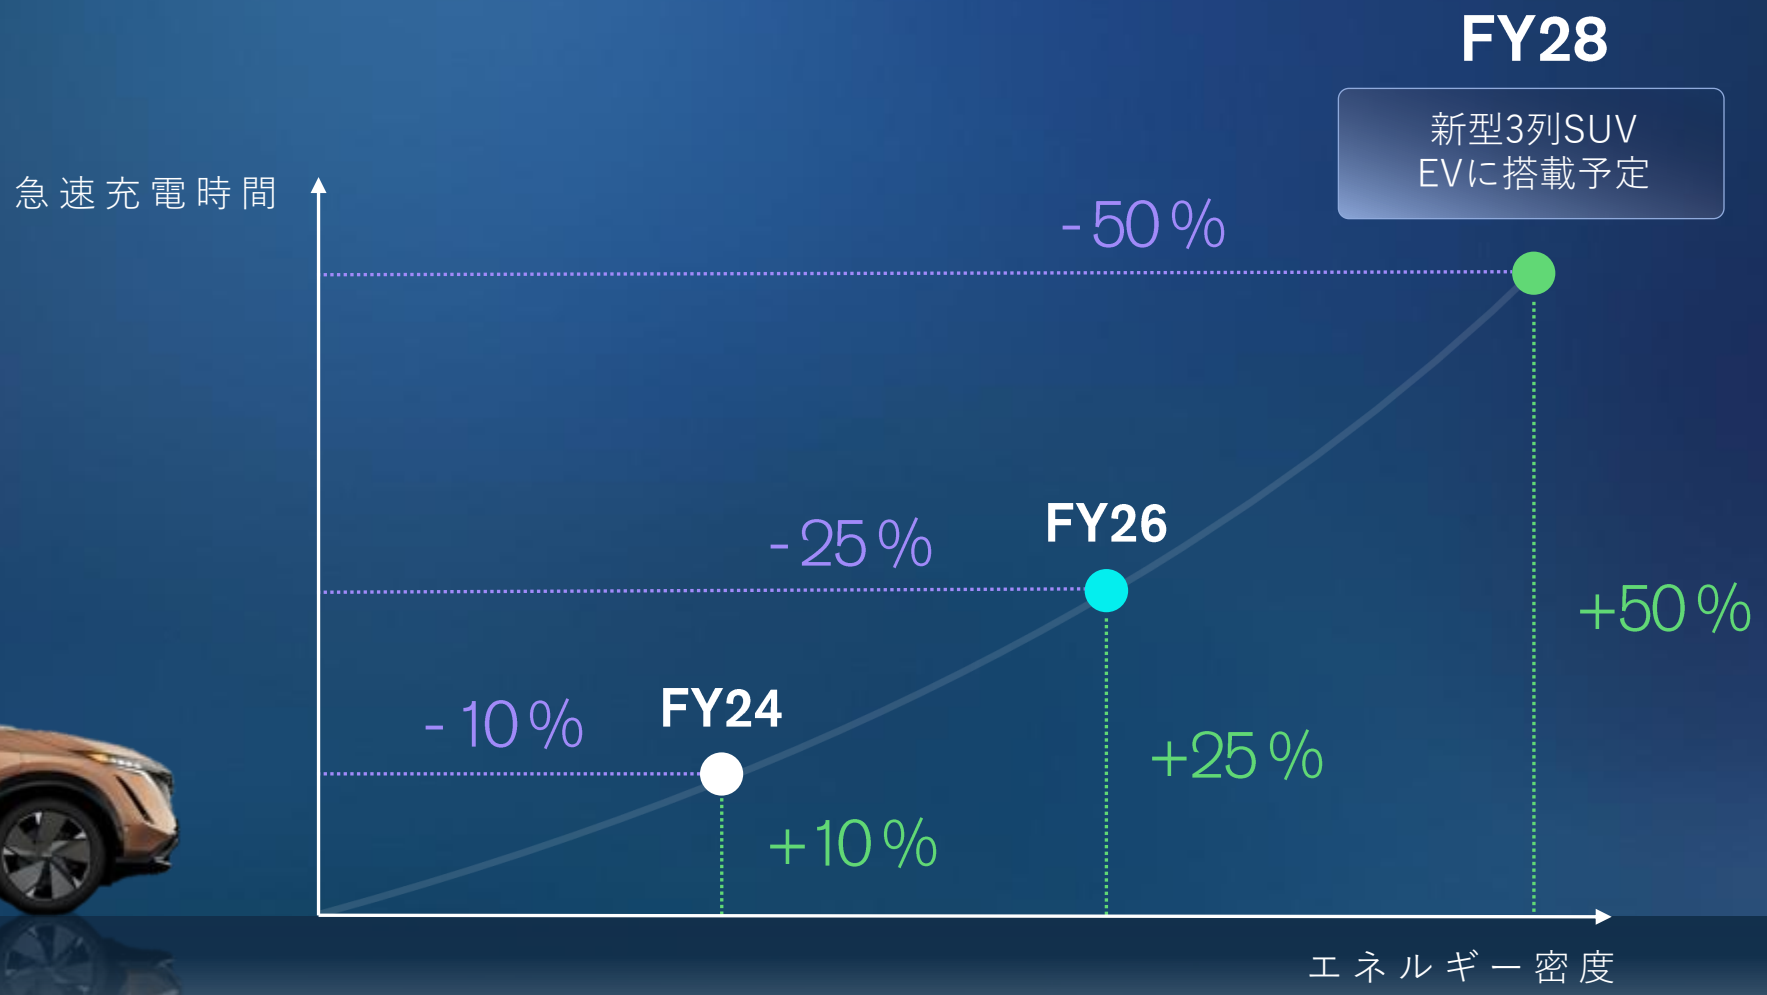 FY28
新型3列SUV
EVに搭載予定
急速充電時間
-50%
-25%
FY26
+50%
-10%
FY24
+25%
+10%
エネルギー密度